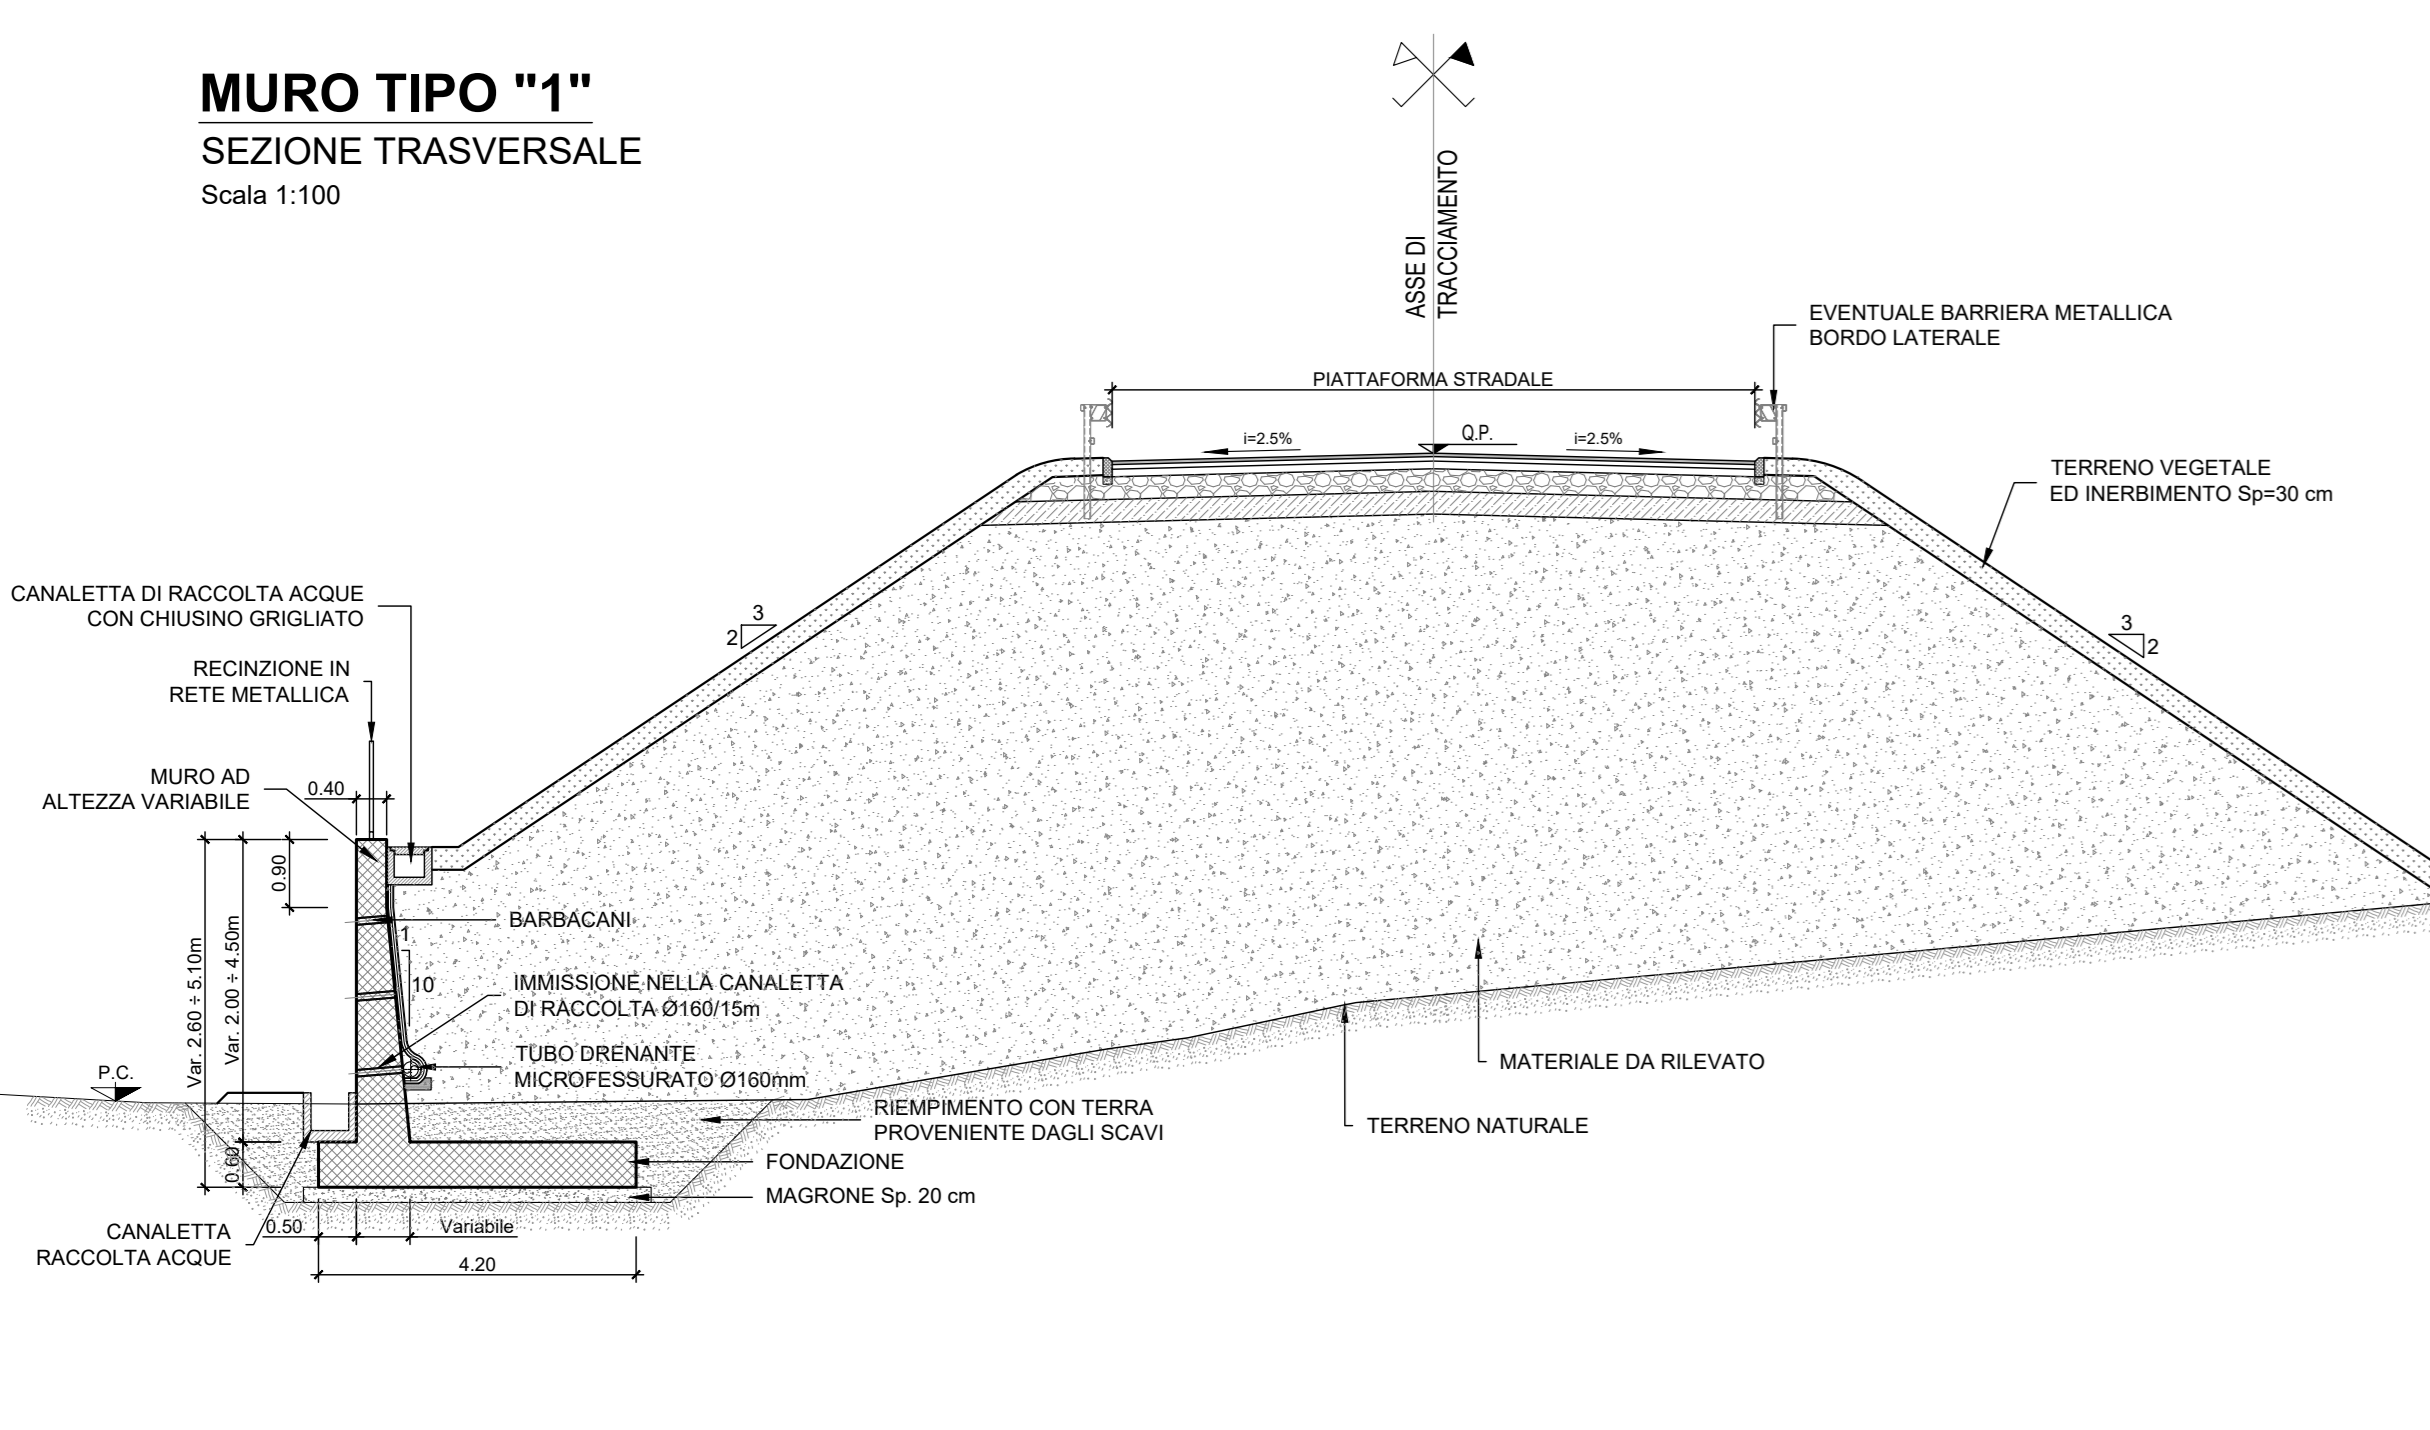 MURO TIPO "1"
SEZIONE TRASVERSALE
Scala 1:100
ASSE DI
TRACCIAMENTO
EVENTUALE BARRIERA METALLICA
BORDO LATERALE
PIATTAFORMA STRADALE
i=2.5%
Q.P.
i=2.5%
TERRENO VEGETALE
ED INERBIMENTO Sp=30 cm
CANALETTA DI RACCOLTA ACQUE
CON CHIUSINO GRIGLIATO
3
2
3
2
RECINZIONE IN
RETE METALLICA
MURO AD
ALTEZZA VARIABILE
0.40
0.90
Var. 2.60 ÷ 5.10m
Var. 2.00 ÷ 4.50m
0.60
BARBACANI
1
10
IMMISSIONE NELLA CANALETTA
DI RACCOLTA Ø160/15m
TUBO DRENANTE
MICROFESSURATO Ø160mm
P.C.
MATERIALE DA RILEVATO
RIEMPIMENTO CON TERRA
PROVENIENTE DAGLI SCAVI
TERRENO NATURALE
FONDAZIONE
MAGRONE Sp. 20 cm
CANALETTA
RACCOLTA ACQUE
0.50
Variabile
4.20